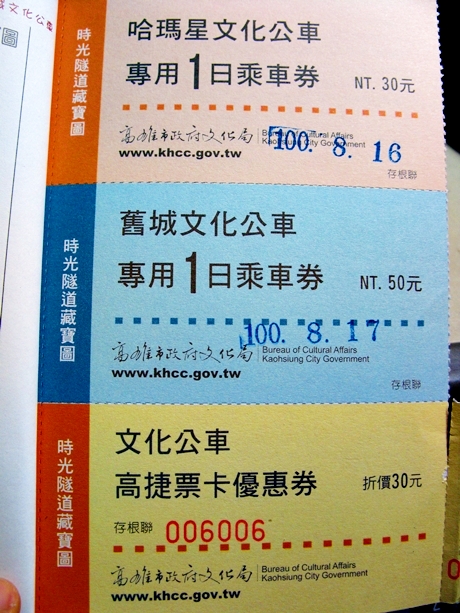 時光隧道藏寶圖
哈瑪星文化公車
專用1日乘車券 NT. 30元
高雄市政府文化局 Bureau of Cultural Affairs
Kaohsiung City Government
100. 8. 16
www.khcc.gov.tw
存根聯
時光隧道藏寶圖
舊城文化公車
專用1日乘車券 NT. 50元
100. 8. 17
高雄市政府文化局 Bureau of Cultural Affairs
Kaohsiung City Government
www.khcc.gov.tw
存根聯
時光隧道藏寶圖
文化公車
高捷票卡優惠券 折價30元
存根聯 006006
高雄市政府文化局 Bureau of Cultural Affairs
Kaohsiung City Government
文化公車
圖